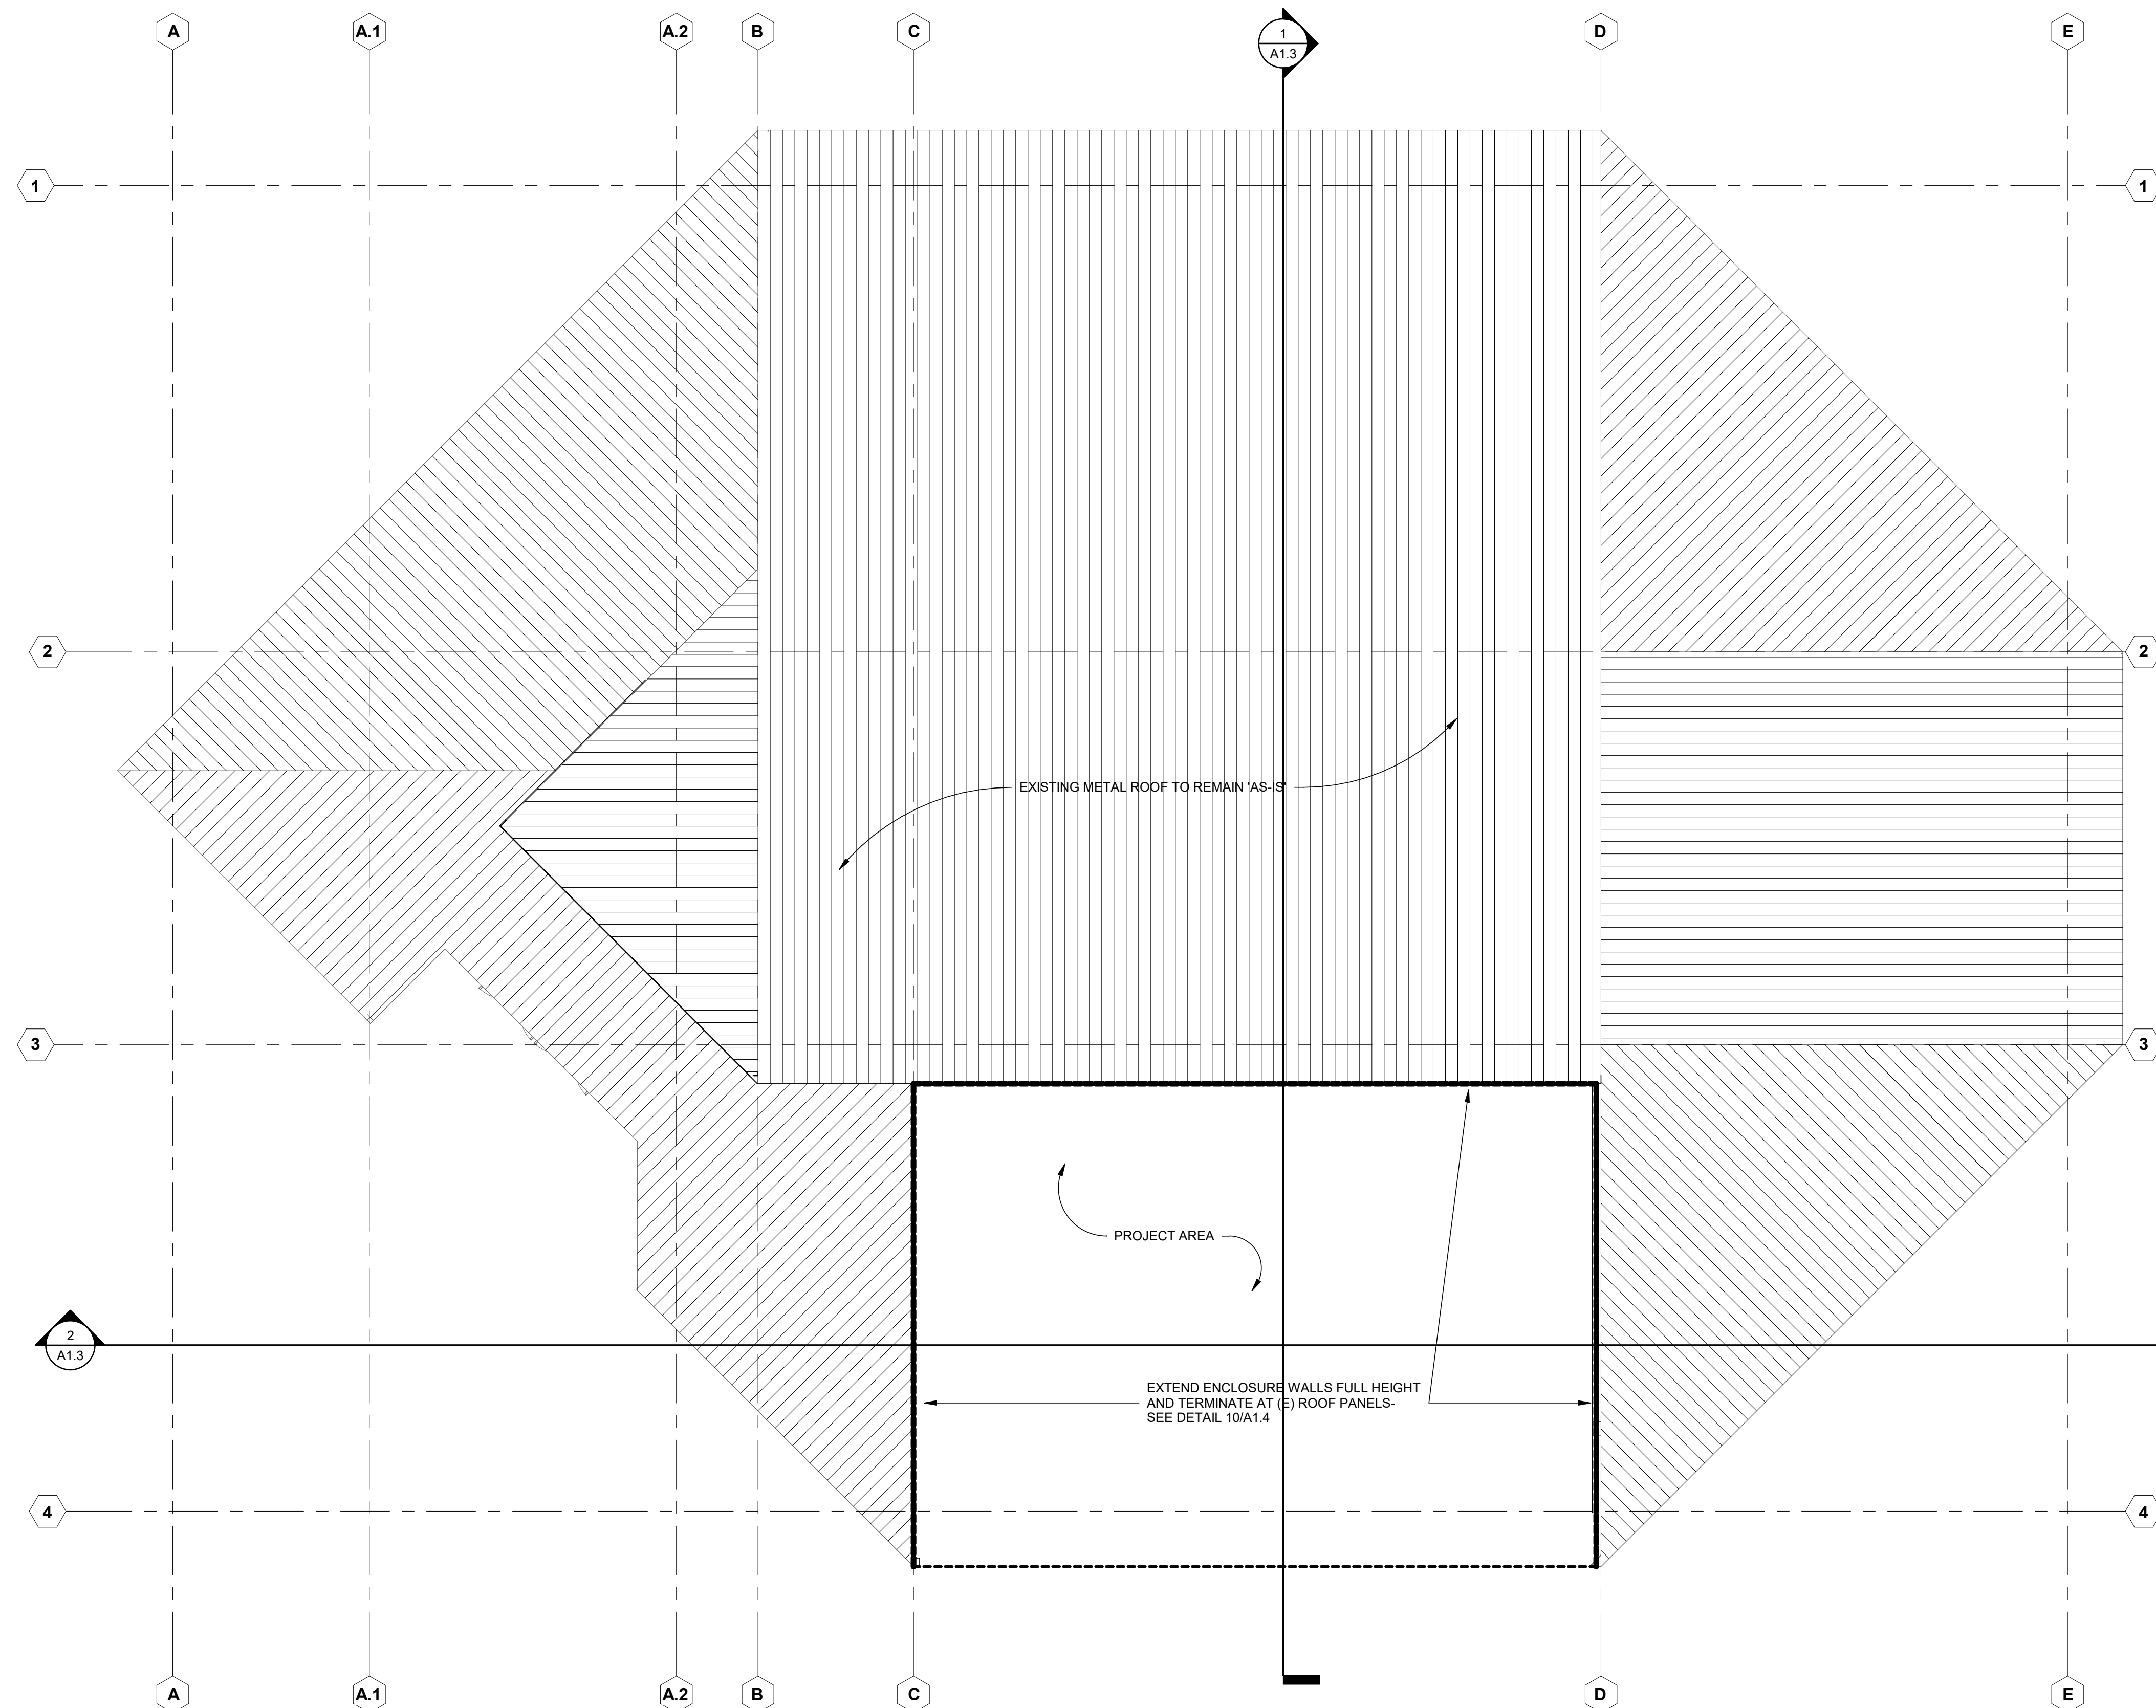 A
A.1
A.2
B
C
1
A1.3
D
E
1
1
2
2
EXISTING METAL ROOF TO REMAIN 'AS-IS'
3
3
PROJECT AREA
2
A1.3
EXTEND ENCLOSURE WALLS FULL HEIGHT
AND TERMINATE AT (E) ROOF PANELS-
SEE DETAIL 10/A1.4
4
4
A
A.1
A.2
B
C
D
E